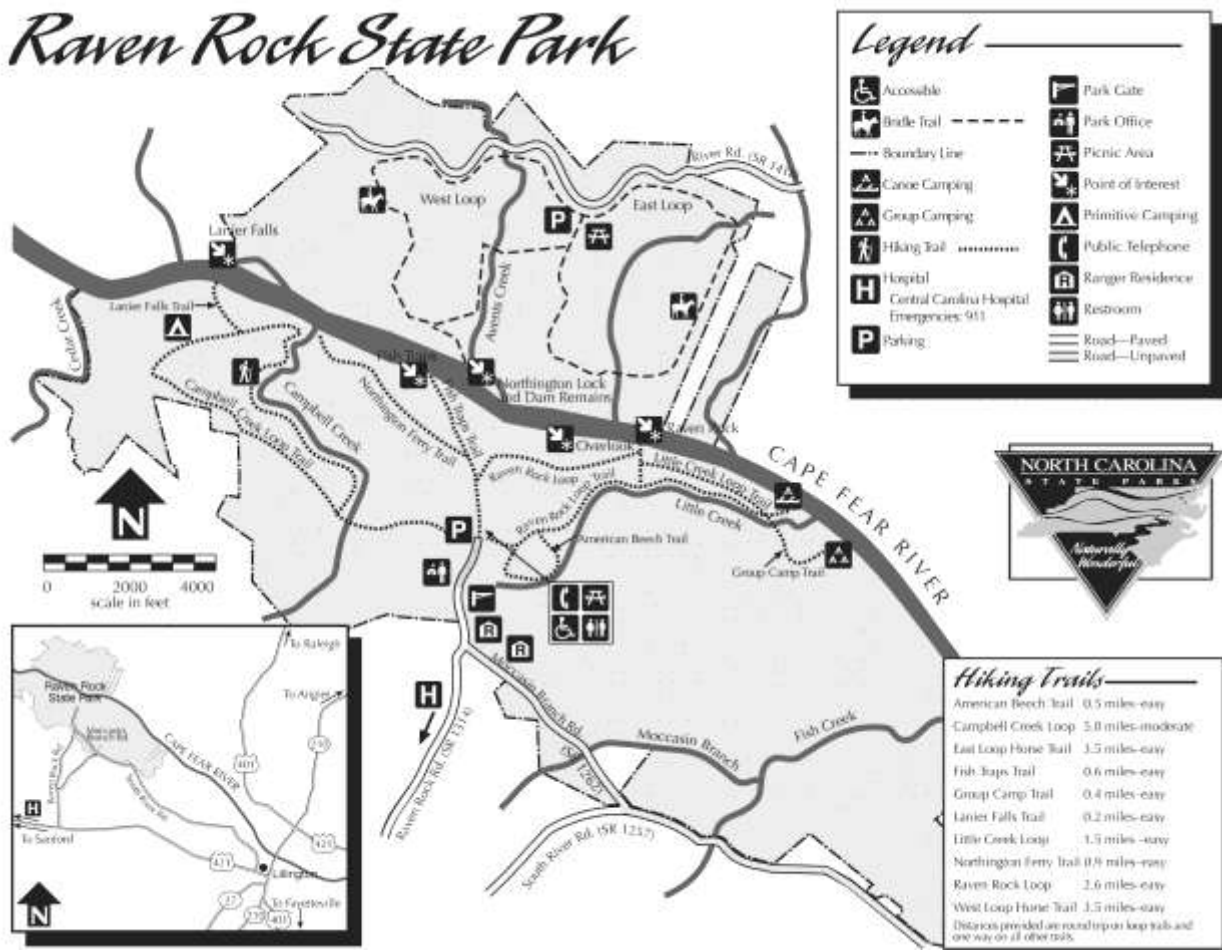 Raven Rock State Park
Legend
Accessible
Bridle Trail
Boundary Line
Canoe Camping
Group Camping
Hiking Trail
Hospital
Central Carolina Hospital
Emergencies: 911
Parking
Park Gate
Park Office
Picnic Area
Point of Interest
Primitive Camping
Public Telephone
Ranger Residence
Restroom
Road—Paved
Road—Unpaved
River Rd. (SR 141
West Loop
East Loop
Lanier Falls
Lanier Falls Trail
Cedar Creek
Avents Creek
Fish Traps
Northington Lock
and Dam Remains
Fish Traps Trail
Northington Ferry Trail
Campbell Creek
Campbell Creek Loop Trail
Overlook
Raven Rock
Raven Rock Loop
Raven Rock Loop Trail
Little Creek Loop Trail
Little Creek
American Beech Trail
Group Camp Trail
CAPE FEAR RIVER
N
0 2000 4000
scale in feet
P
H
Moccasin Branch Rd.
(SR 1262)
Raven Rock Rd. (SR 1314)
South River Rd. (SR 1257)
Moccasin Branch
Fish Creek
NORTH CAROLINA
STATE PARKS
Naturally
Wonderful
To Raleigh
To Angier
Raven Rock
State Park
CAPE FEAR RIVER
401
210
421
H
To Sanford
421
Lillington
27
To Fayetteville
210
401
N
Hiking Trails
American Beech Trail 0.5 miles-easy
Campbell Creek Loop 5.0 miles-moderate
East Loop Horse Trail 3.5 miles-easy
Fish Traps Trail 0.6 miles-easy
Group Camp Trail 0.4 miles-easy
Lanier Falls Trail 0.2 miles-easy
Little Creek Loop 1.5 miles -easy
Northington Ferry Trail 0.9 miles-easy
Raven Rock Loop 2.6 miles-easy
West Loop Horse Trail 3.5 miles-easy
Distances provided are round trip on loop trails and
one way on all other trails.